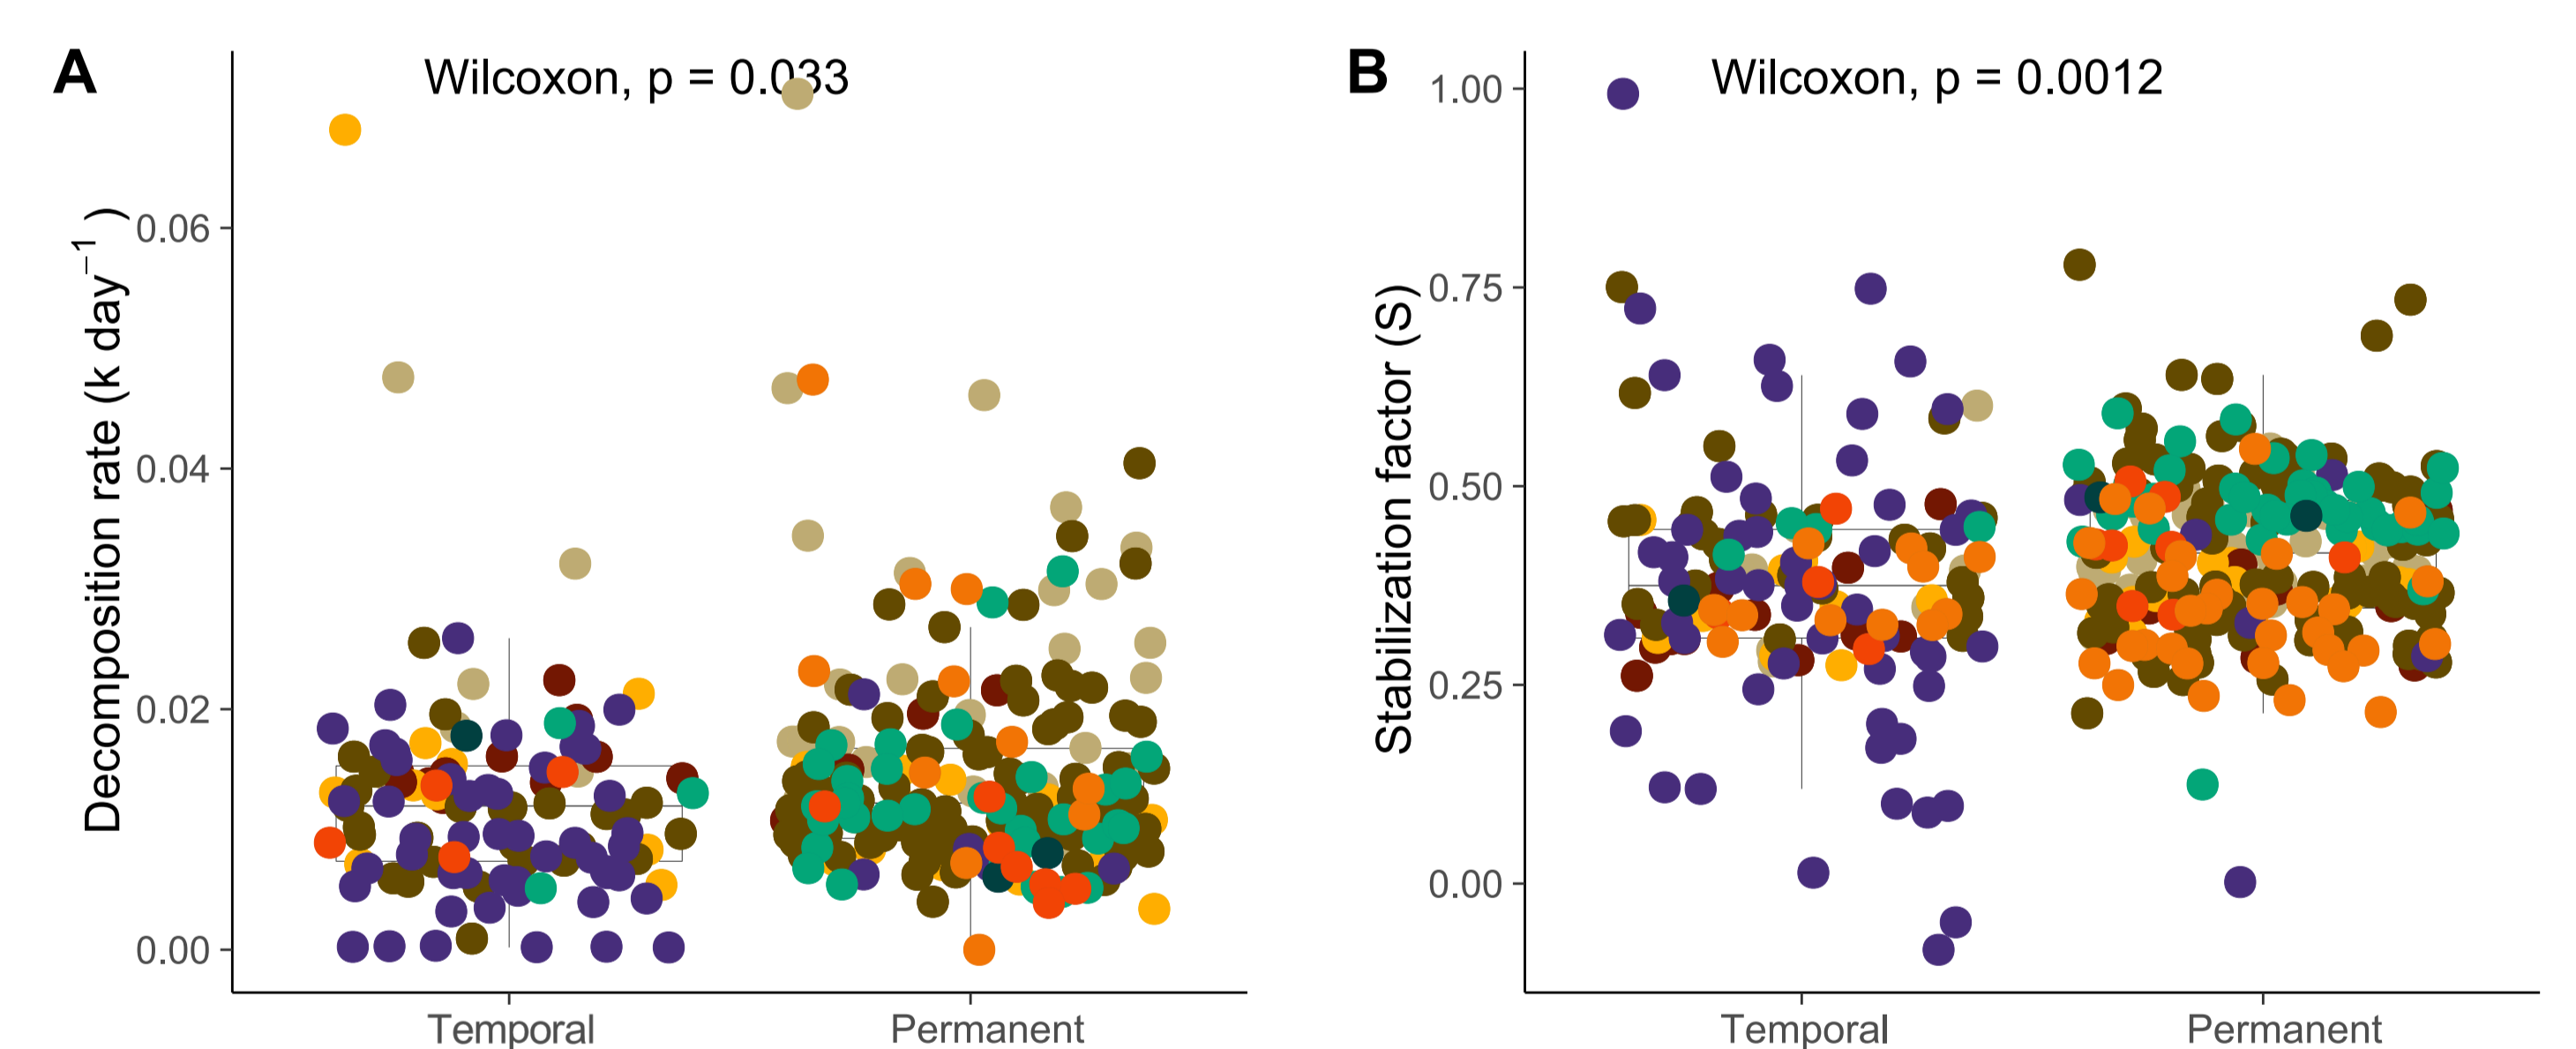 A
Wilcoxon, p = 0.033
Decomposition rate (k day⁻¹ )
0.06
0.04
0.02
0.00
Temporal
Permanent
B
Wilcoxon, p = 0.0012
Stabilization factor (S)
1.00
0.75
0.50
0.25
0.00
Temporal
Permanent